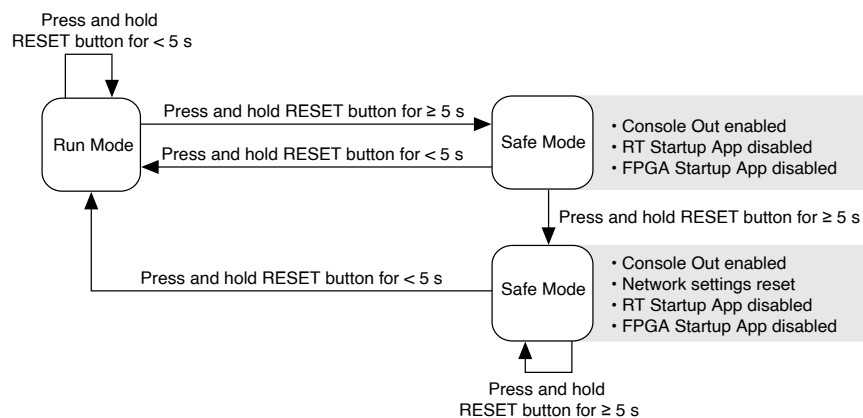 Press and hold
RESET button for < 5 s
Press and hold RESET button for ≥ 5 s
Run Mode
Safe Mode
• Console Out enabled
• RT Startup App disabled
• FPGA Startup App disabled
Press and hold RESET button for < 5 s
Press and hold RESET button for ≥ 5 s
Press and hold RESET button for < 5 s
Safe Mode
• Console Out enabled
• Network settings reset
• RT Startup App disabled
• FPGA Startup App disabled
Press and hold
RESET button for ≥ 5 s